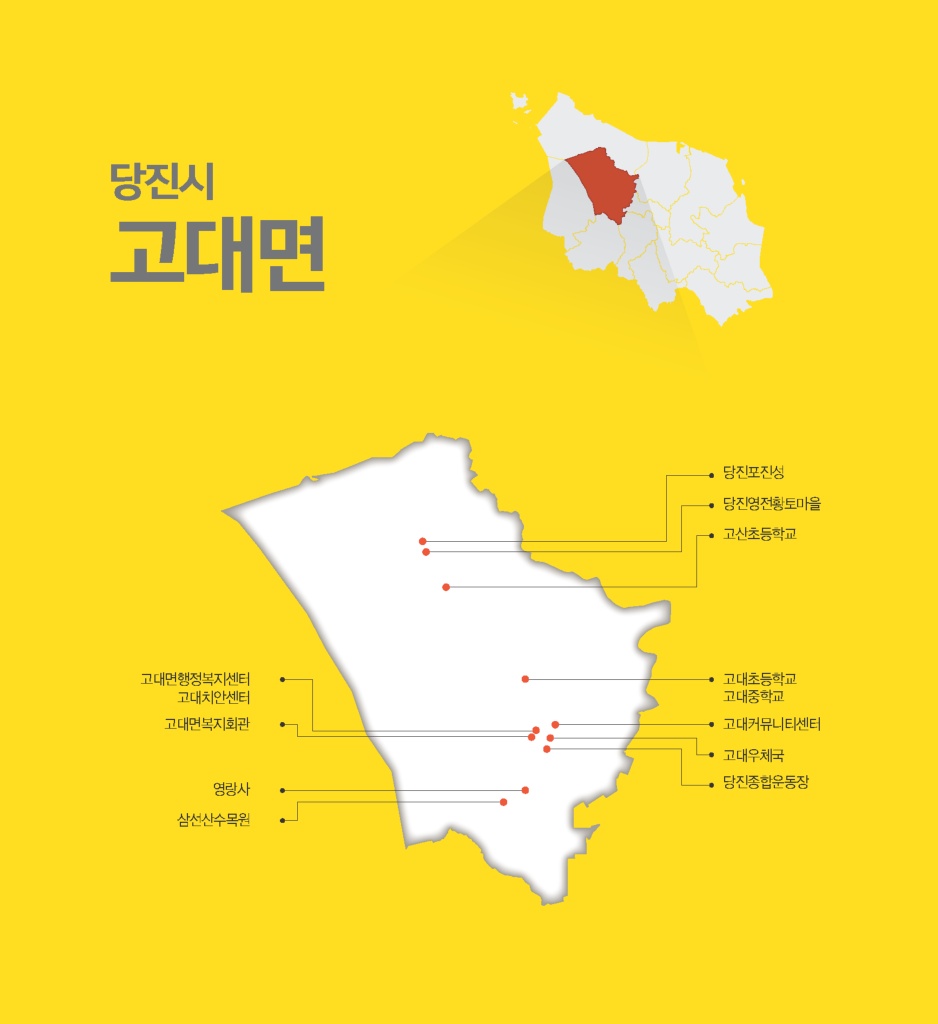 당진시
고대면
당진포진성
당진영전황토마을
고산초등학교
고대면행정복지센터
고대치안센터
고대면복지회관
영랑사
삼선산수목원
고대초등학교
고대중학교
고대커뮤니티센터
고대우체국
당진종합운동장